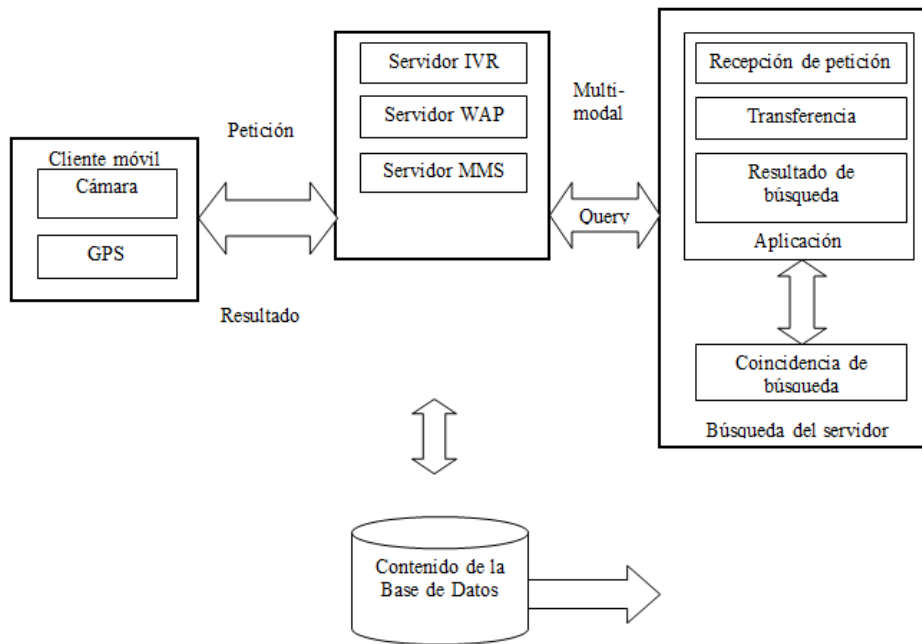 Cliente móvil
Cámara
GPS
Petición
Resultado
Servidor IVR
Servidor WAP
Servidor MMS
Multi-
modal
Query
Recepción de petición
Transferencia
Resultado de
búsqueda
Aplicación
Coincidencia de
búsqueda
Búsqueda del servidor
Contenido de la
Base de Datos